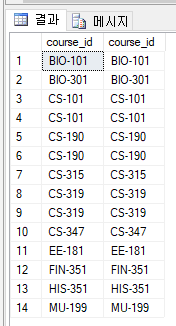 결과 메시지
course_id course_id
1 BIO-101 BIO-101
2 BIO-301 BIO-301
3 CS-101 CS-101
4 CS-101 CS-101
5 CS-190 CS-190
6 CS-190 CS-190
7 CS-315 CS-315
8 CS-319 CS-319
9 CS-319 CS-319
10 CS-347 CS-347
11 EE-181 EE-181
12 FIN-351 FIN-351
13 HIS-351 HIS-351
14 MU-199 MU-199